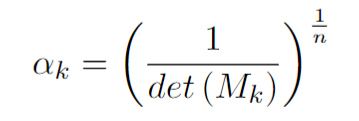 α_k = ( 1 / det (M_k) )^{1/n}